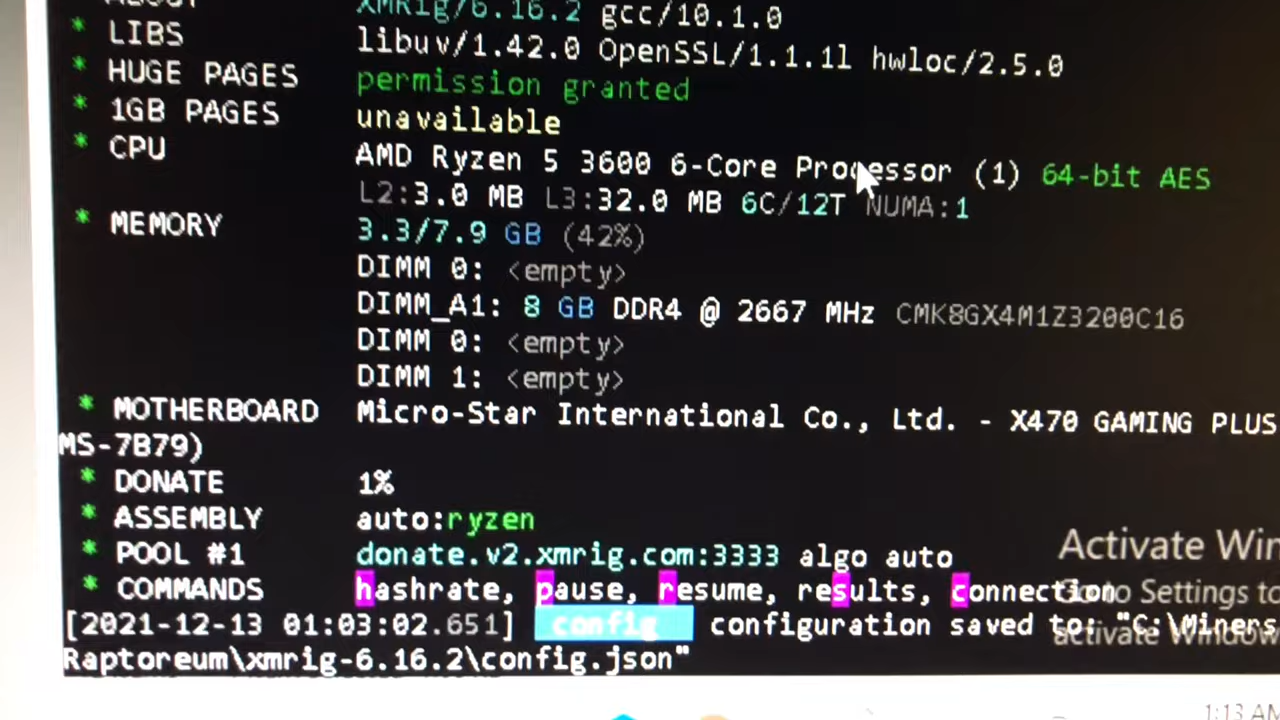 XMRig/6.16.2 gcc/10.1.0
* LIBS libuv/1.42.0 OpenSSL/1.1.1l hwloc/2.5.0
* HUGE PAGES permission granted
* 1GB PAGES unavailable
* CPU AMD Ryzen 5 3600 6-Core Processor (1) 64-bit AES
L2:3.0 MB L3:32.0 MB 6C/12T NUMA:1
* MEMORY 3.3/7.9 GB (42%)
DIMM 0: <empty>
DIMM_A1: 8 GB DDR4 @ 2667 MHz CMK8GX4M1Z3200C16
DIMM 0: <empty>
DIMM 1: <empty>
* MOTHERBOARD Micro-Star International Co., Ltd. - X470 GAMING PLUS
MS-7B79)
* DONATE 1%
* ASSEMBLY auto:ryzen
Activate Win
* POOL #1 donate.v2.xmrig.com:3333 algo auto
* COMMANDS hashrate, pause, resume, results, connection
Go to Settings to
[2021-12-13 01:03:02.651] config configuration saved to: "C:\Miners
activate Windows
Raptoreum\xmrig-6.16.2\config.json"
1:13 AM